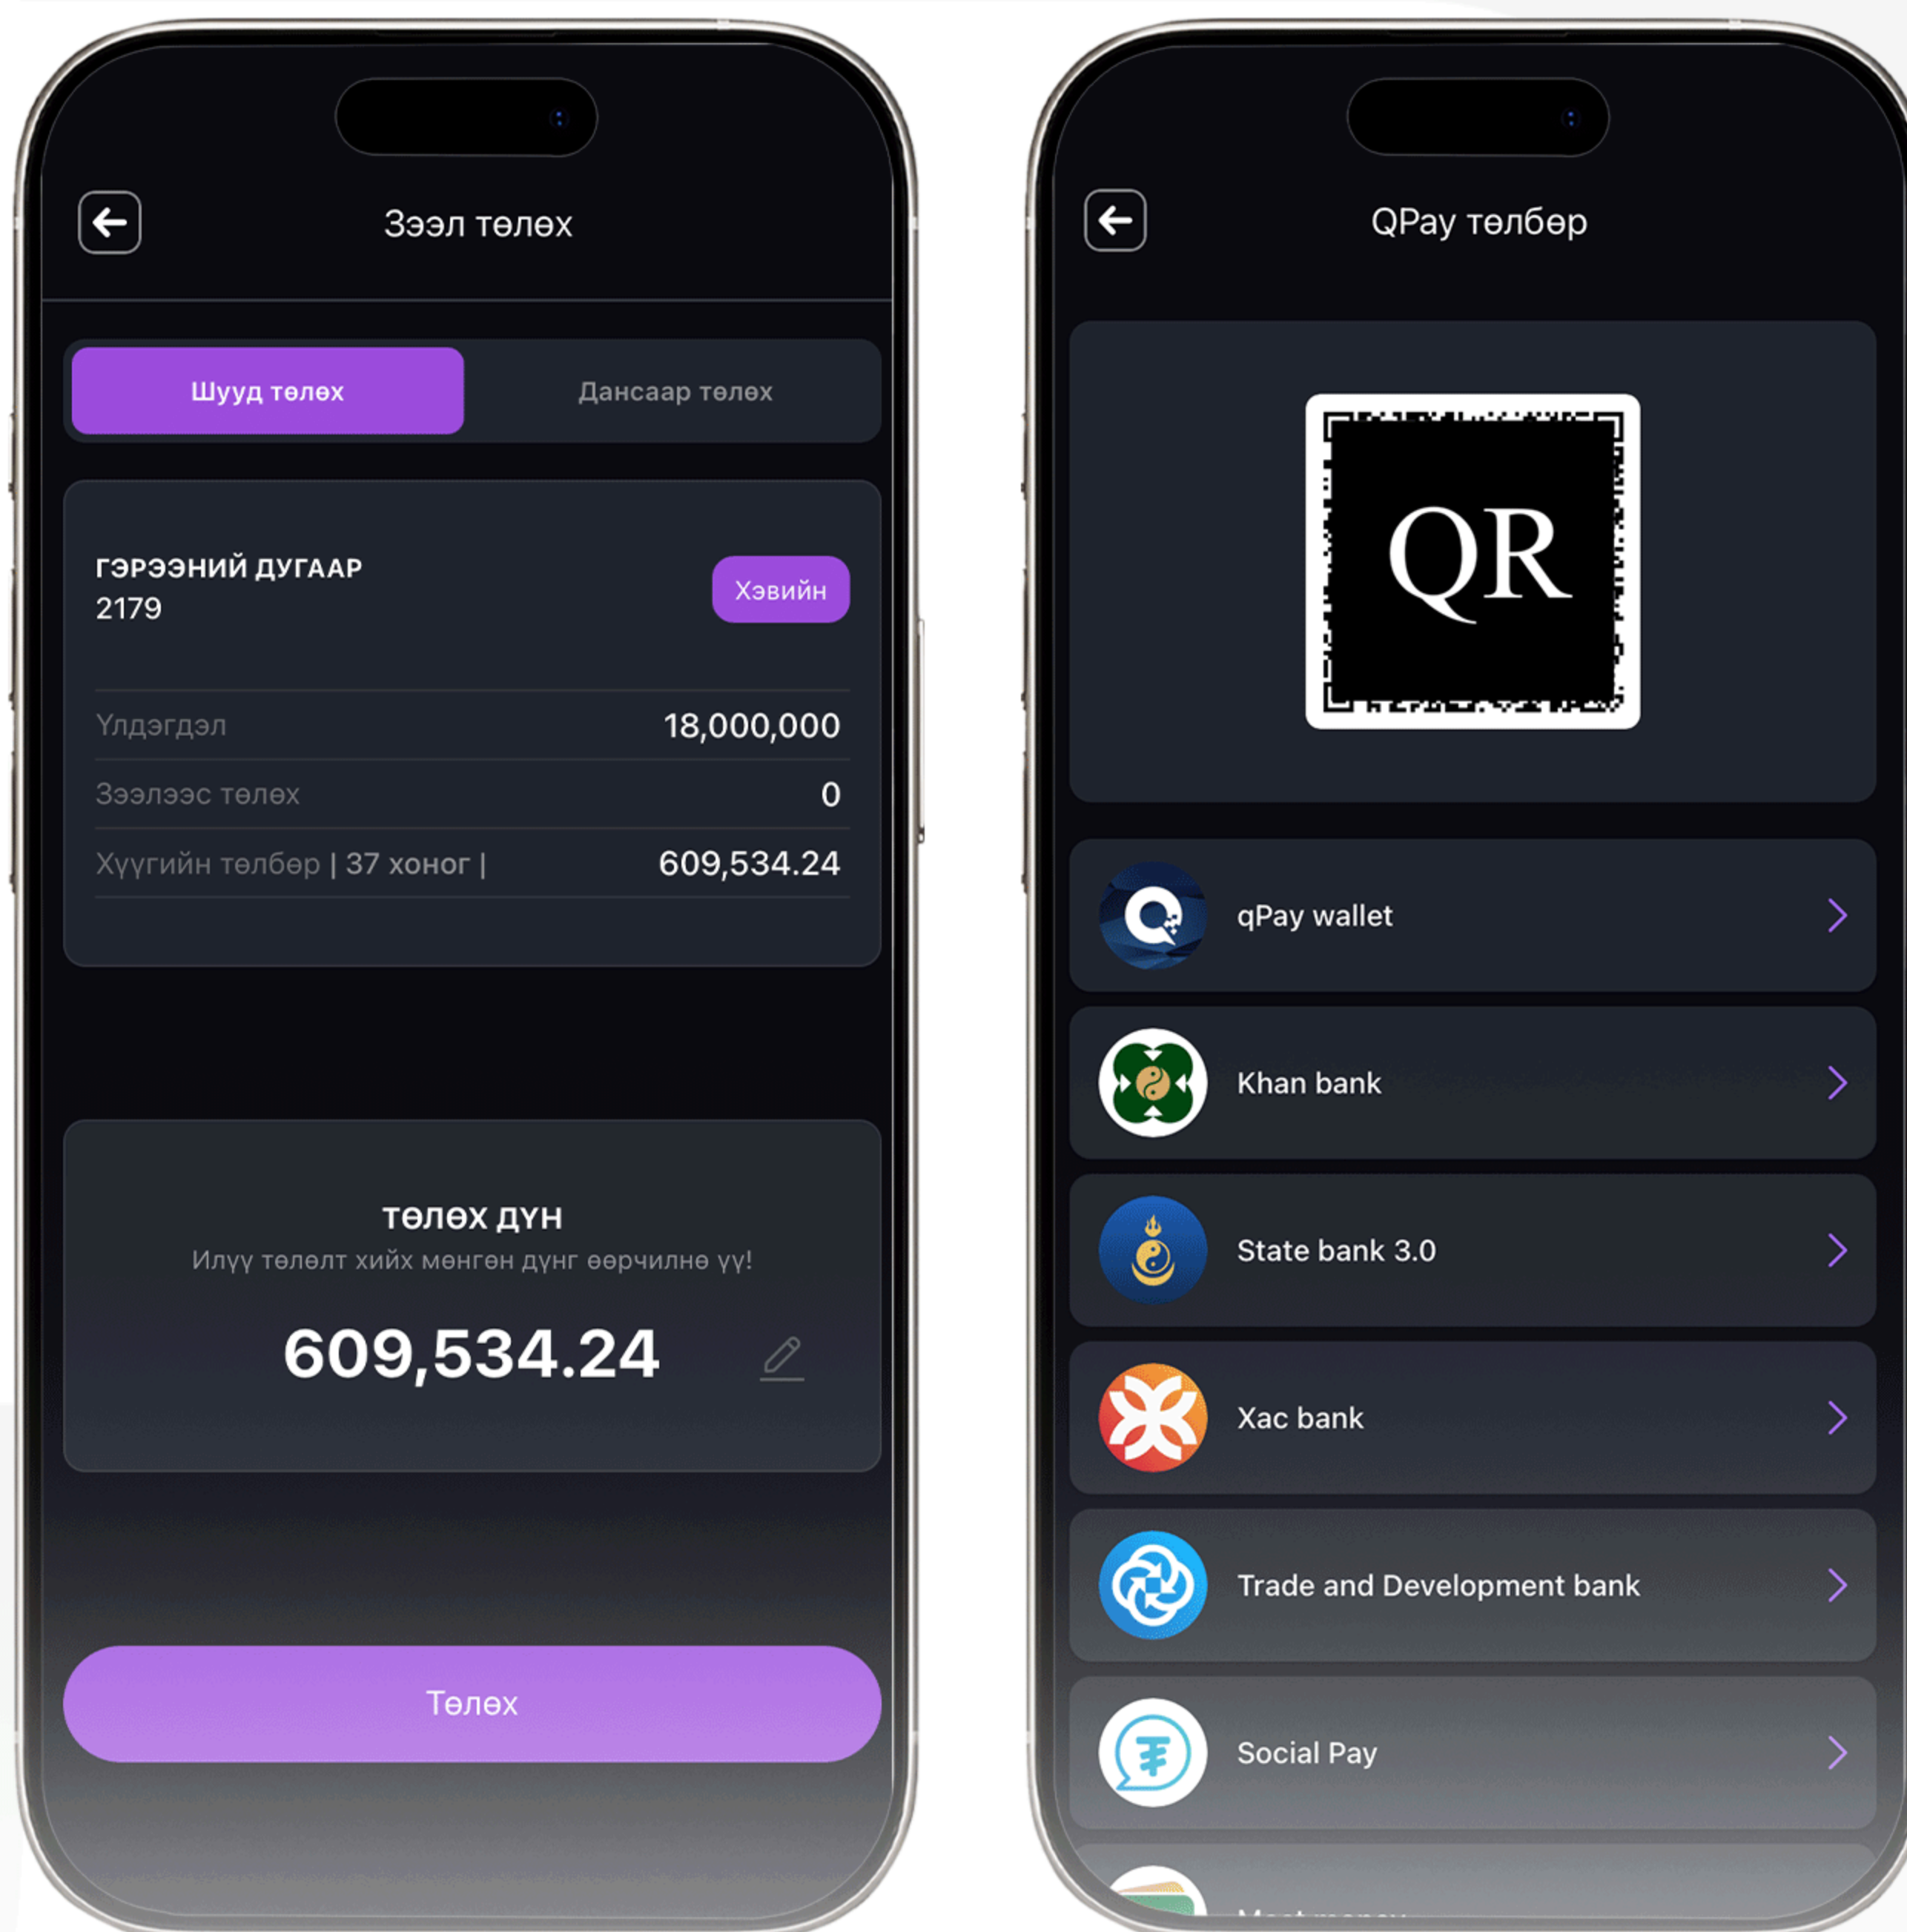 Зээл төлөх
Шууд төлөх
Дансаар төлөх
ГЭРЭЭНИЙ ДУГААР
2179
Хэвийн
Үлдэгдэл 18,000,000
Зээлээс төлөх 0
Хүүгийн төлбөр | 37 хоног | 609,534.24
ТӨЛӨХ ДҮН
Илүү төлөлт хийх мөнгөн дүнг өөрчилнө үү!
609,534.24
Төлөх
QPay төлбөр
QR
qPay wallet
Khan bank
State bank 3.0
Xac bank
Trade and Development bank
Social Pay